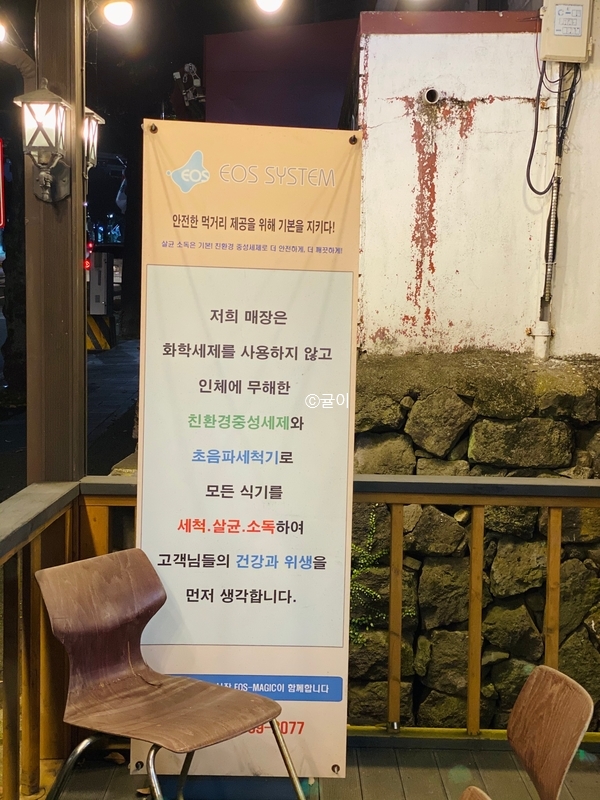 EOS EOS SYSTEM
안전한 먹거리 제공을 위해 기본을 지키다!
살균 소독은 기본! 친환경 중성세제로 더 안전하게, 더 깨끗하게!
저희 매장은
화학세제를 사용하지 않고
인체에 무해한
©귤이
친환경중성세제와
초음파세척기로
모든 식기를
세척.살균.소독하여
고객님들의 건강과 위생을
먼저 생각합니다.
EOS-MAGIC이 함께합니다